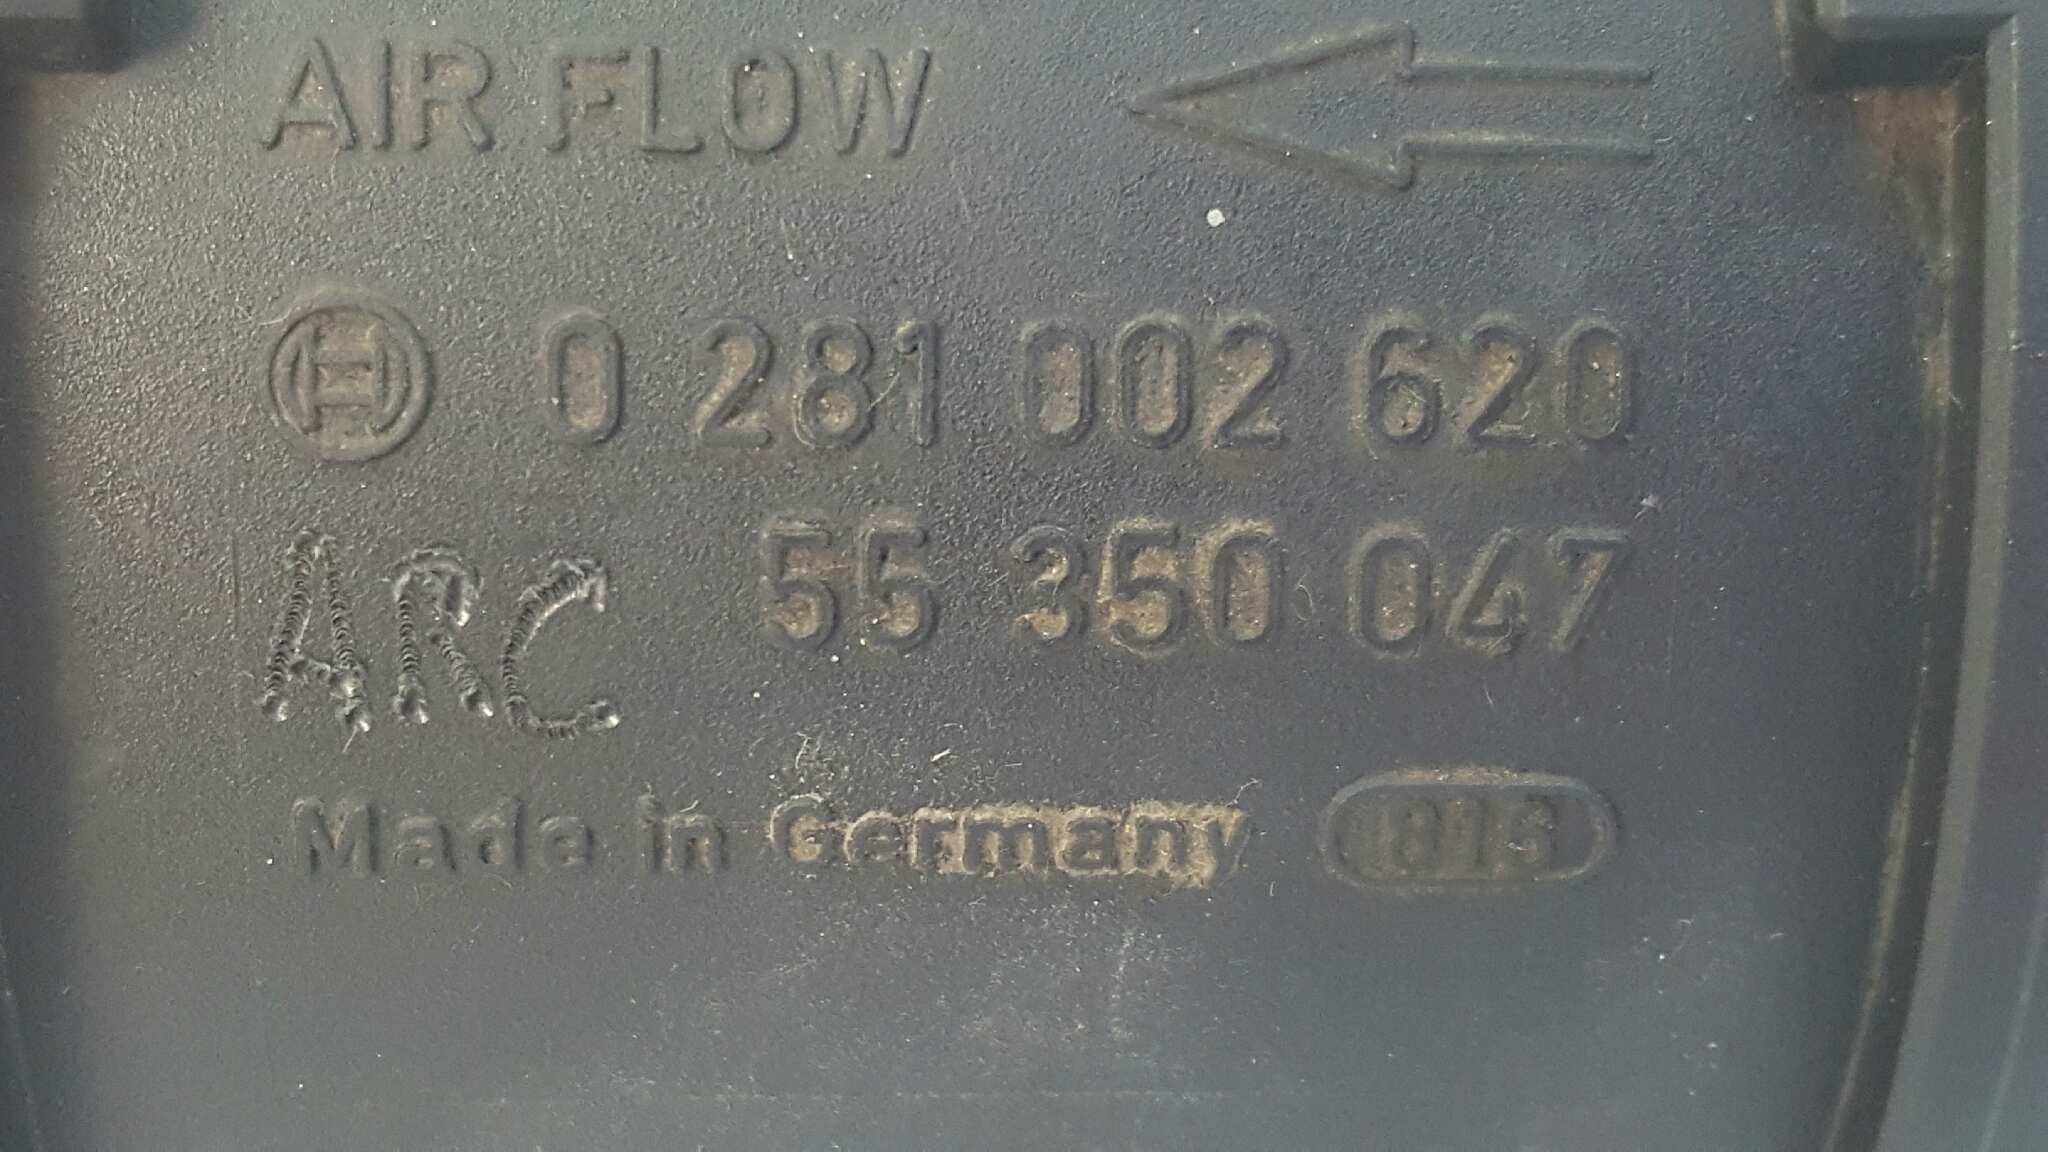 AIR FLOW
0 281 002 620
ARC 55 350 047
Made in Germany